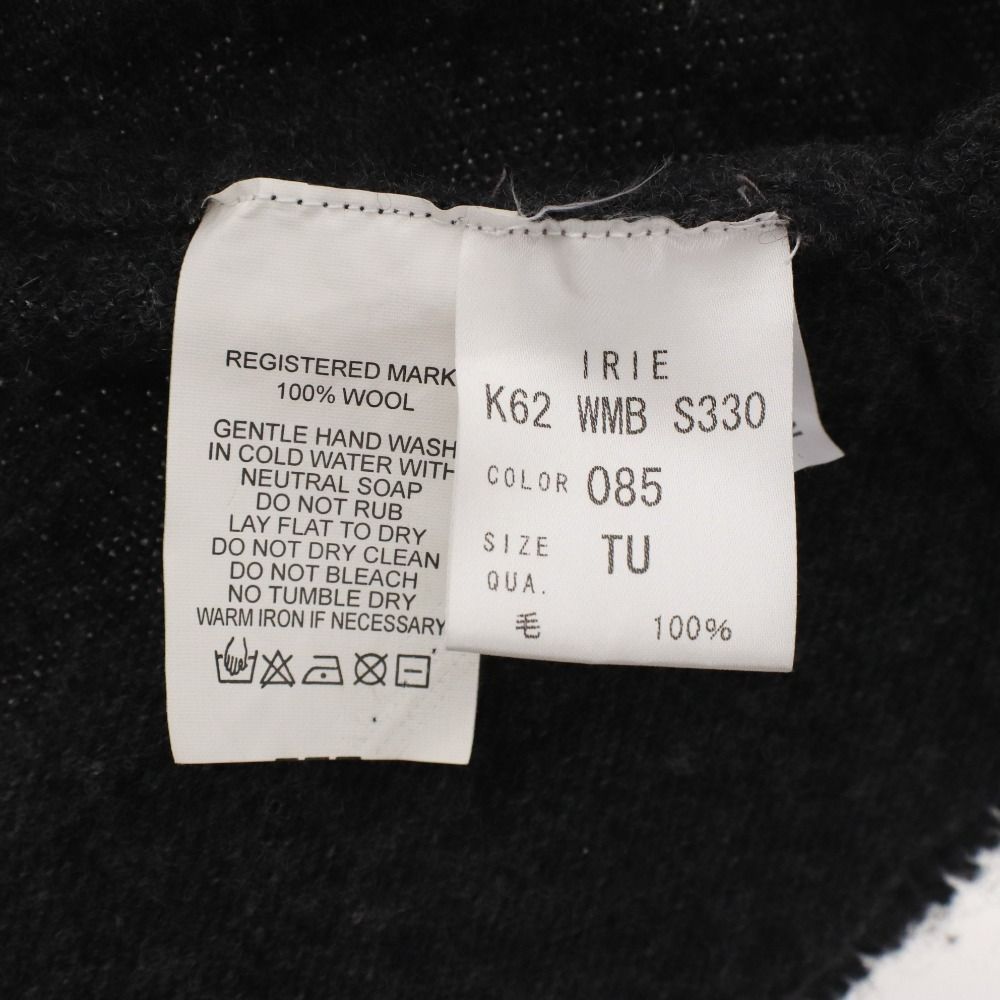 REGISTERED MARK
100% WOOL
GENTLE HAND WASH
IN COLD WATER WITH
NEUTRAL SOAP
DO NOT RUB
LAY FLAT TO DRY
DO NOT DRY CLEAN
DO NOT BLEACH
NO TUMBLE DRY
WARM IRON IF NECESSARY
IRIE
K62 WMB S330
COLOR 085
SIZE TU
QUA.
毛 100%